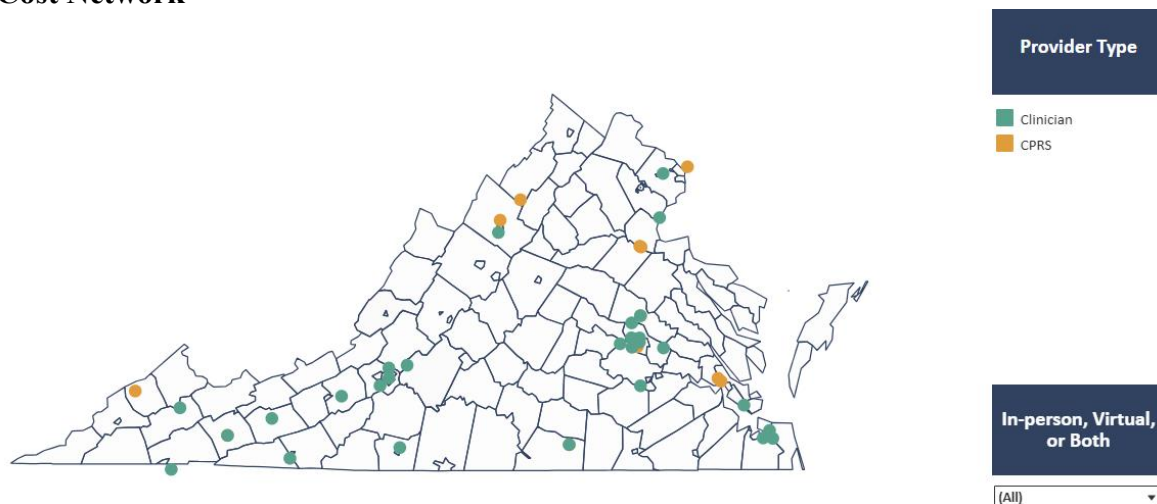 Cost Network
Provider Type
Clinician
CPRS
In-person, Virtual,
or Both
(All)